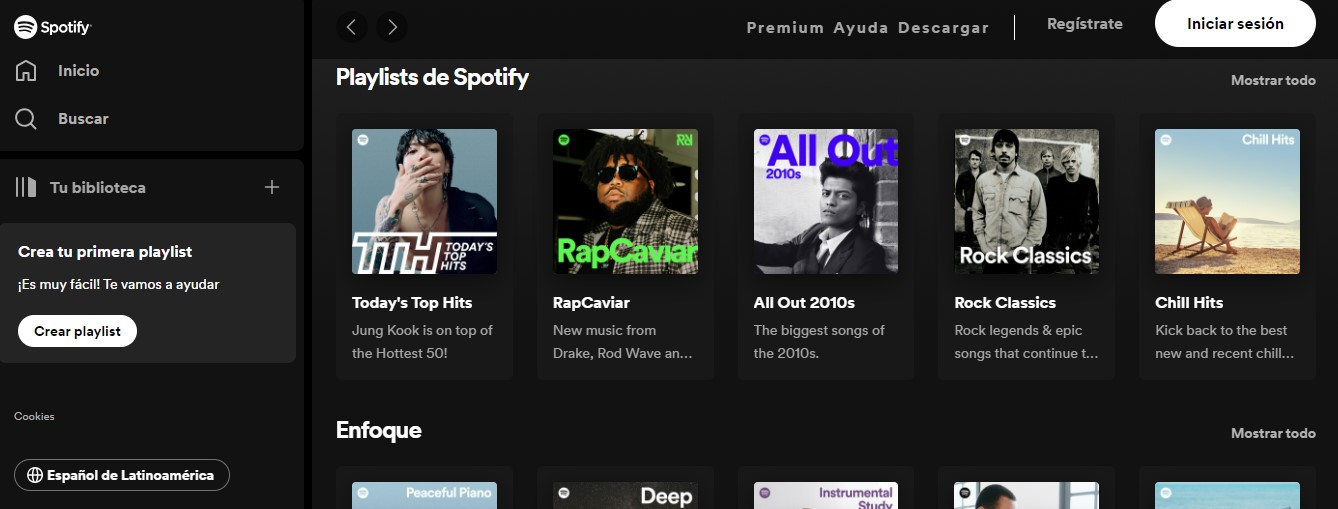 Spotify
Inicio
Buscar
Tu biblioteca
Crea tu primera playlist
¡Es muy fácil! Te vamos a ayudar
Crear playlist
Cookies
Español de Latinoamérica
Premium Ayuda Descargar
Regístrate
Iniciar sesión
Playlists de Spotify
Mostrar todo
TTH TODAY'S
TOP
HITS
Today's Top Hits
Jung Kook is on top of
the Hottest 50!
RapCaviar
RapCaviar
New music from
Drake, Rod Wave an...
All Out
2010s
All Out 2010s
The biggest songs of
the 2010s.
Rock Classics
Rock Classics
Rock legends & epic
songs that continue t...
Chill Hits
Chill Hits
Kick back to the best
new and recent chill...
Enfoque
Mostrar todo
Peaceful Piano
Deep
Instrumental
Study